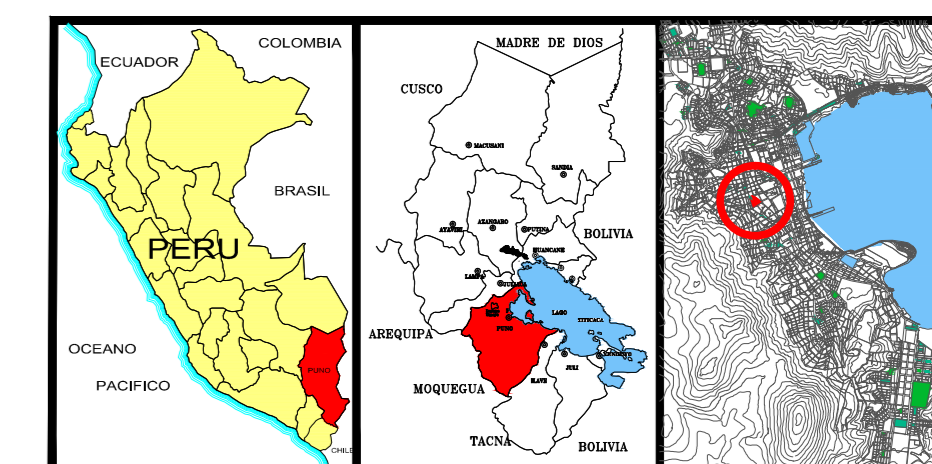 COLOMBIA
ECUADOR
BRASIL
PERU
OCEANO
PACIFICO
PUNO
CHILE
MADRE DE DIOS
CUSCO
MACUSANI
SANDIA
AZANGARO
AYAVIRI
PUTINA
BOLIVIA
HUANCANE
LAMPA
JULIACA
LAGO
TITICACA
PUNO
AREQUIPA
JULI
ILAVE
MOQUEGUA
TACNA
BOLIVIA